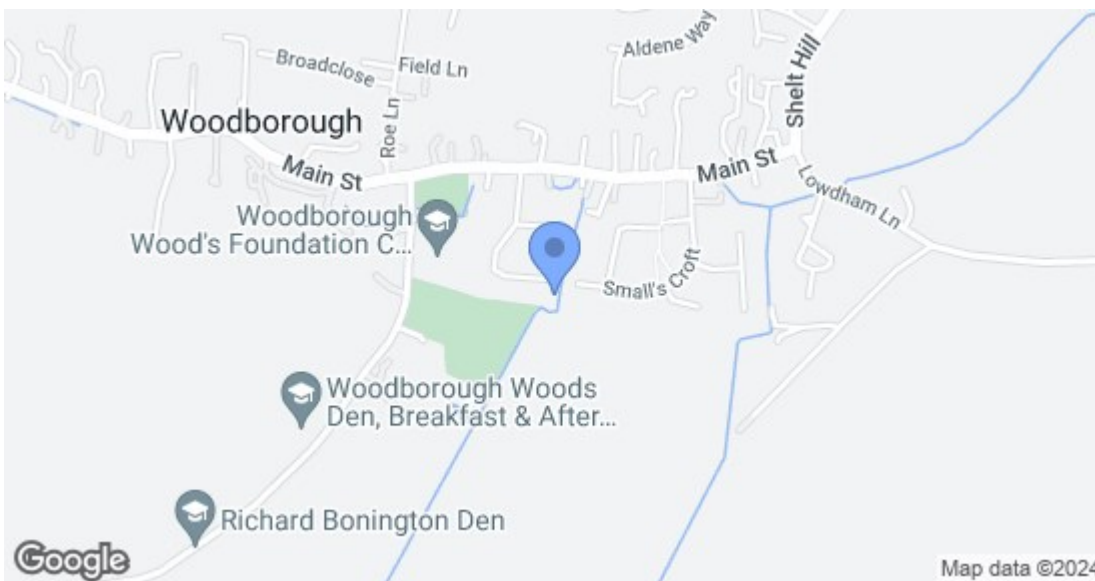 Aldene Way
Shelt Hill
Broadclose
Field Ln
Woodborough
Roe Ln
Main St
Main St
Lowdham Ln
Woodborough
Wood's Foundation C...
Small's Croft
Woodborough Woods
Den, Breakfast & After...
Richard Bonington Den
Google
Map data ©2024